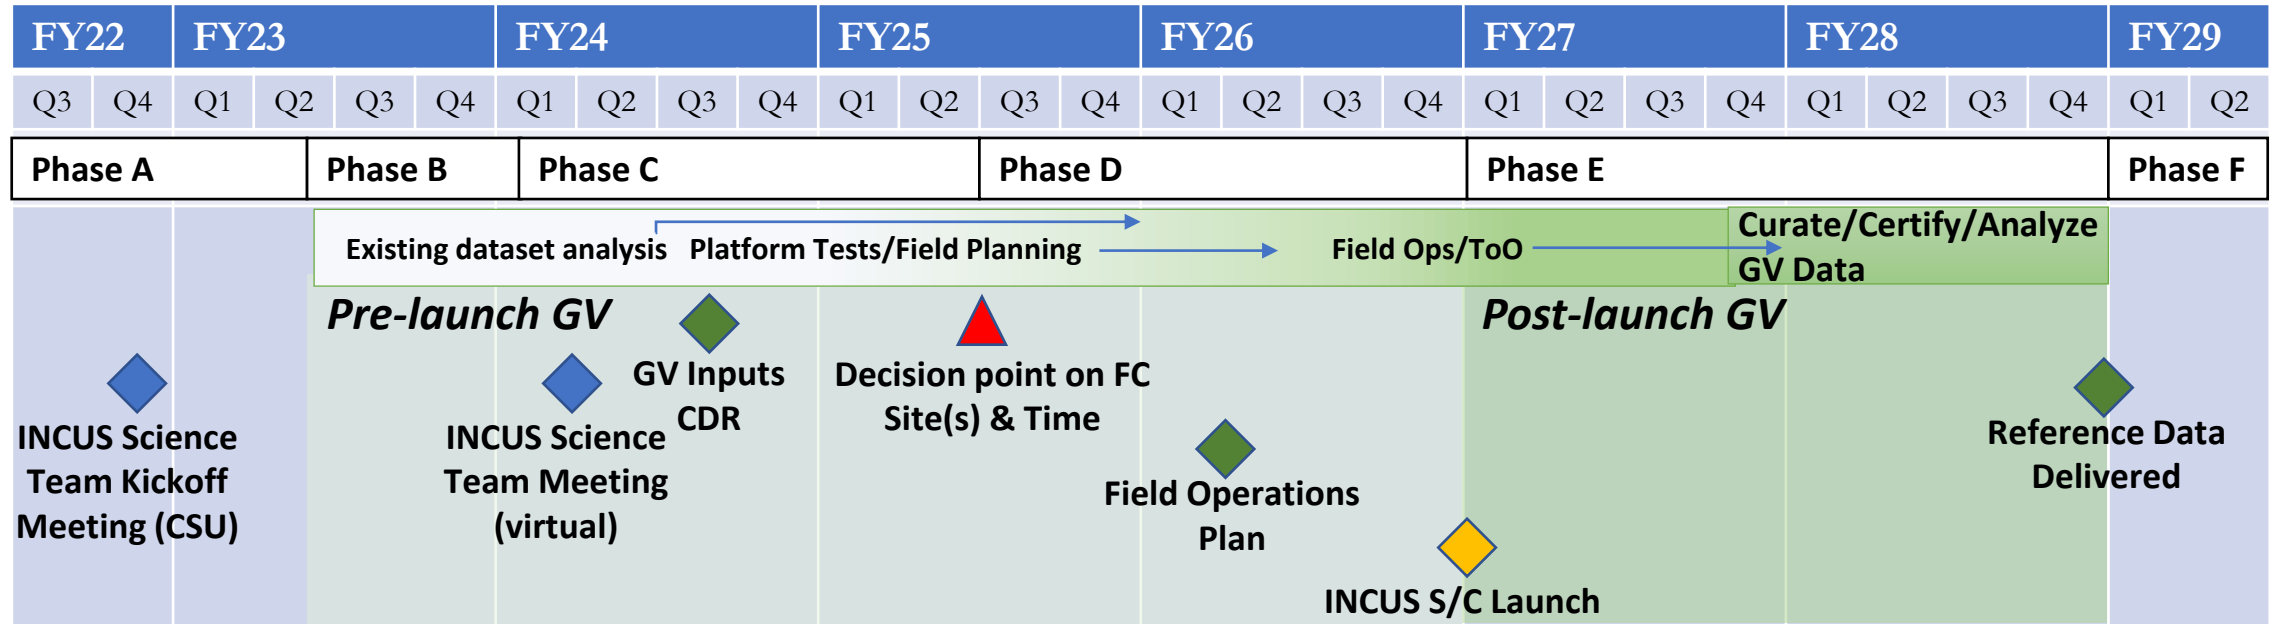 FY22 FY23 FY24 FY25 FY26 FY27 FY28 FY29
Q3 Q4 Q1 Q2 Q3 Q4 Q1 Q2 Q3 Q4 Q1 Q2 Q3 Q4 Q1 Q2 Q3 Q4 Q1 Q2 Q3 Q4 Q1 Q2 Q3 Q4 Q1 Q2
Phase A Phase B Phase C Phase D Phase E Phase F
Existing dataset analysis Platform Tests/Field Planning Field Ops/ToO
Curate/Certify/Analyze
GV Data
Pre-launch GV
Post-launch GV
INCUS Science
Team Kickoff
Meeting (CSU)
INCUS Science
Team Meeting
(virtual)
GV Inputs
CDR
Decision point on FC
Site(s) & Time
Field Operations
Plan
INCUS S/C Launch
Reference Data
Delivered